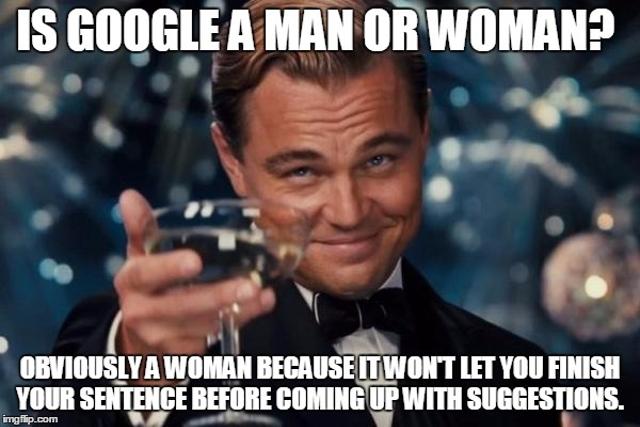 IS GOOGLE A MAN OR WOMAN?
OBVIOUSLY A WOMAN BECAUSE IT WON'T LET YOU FINISH
YOUR SENTENCE BEFORE COMING UP WITH SUGGESTIONS.
imgflip.com